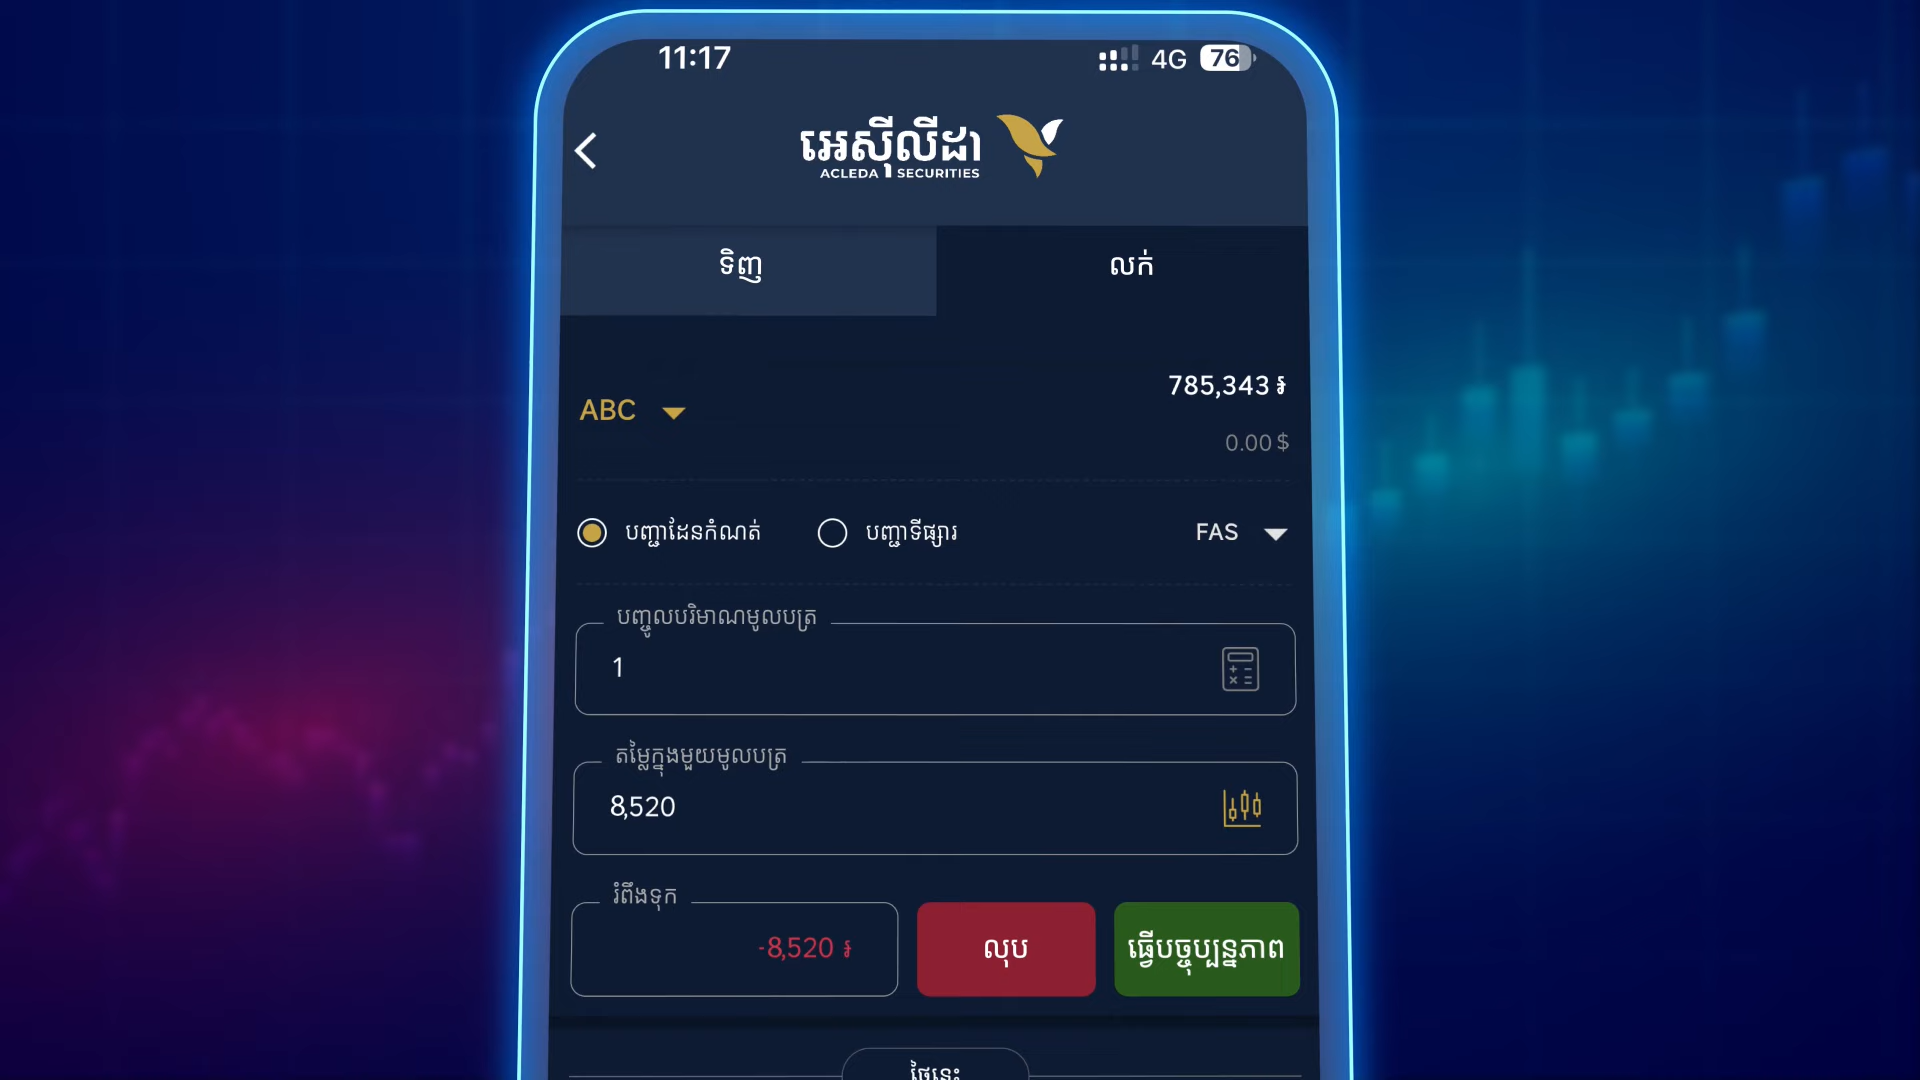 11:17
4G 76
អេស៊ីលីដា
ACLEDA SECURITIES
ទិញ
លក់
785,343 ៛
ABC
0.00 $
បញ្ជាដែនកំណត់
បញ្ជាទីផ្សារ
FAS
បញ្ចូលបរិមាណមូលបត្រ
1
តម្លៃក្នុងមួយមូលបត្រ
8,520
រំពឹងទុក
-8,520 ៛
លុប
ធ្វើបច្ចុប្បន្នភាព
ថ្ងៃនេះ